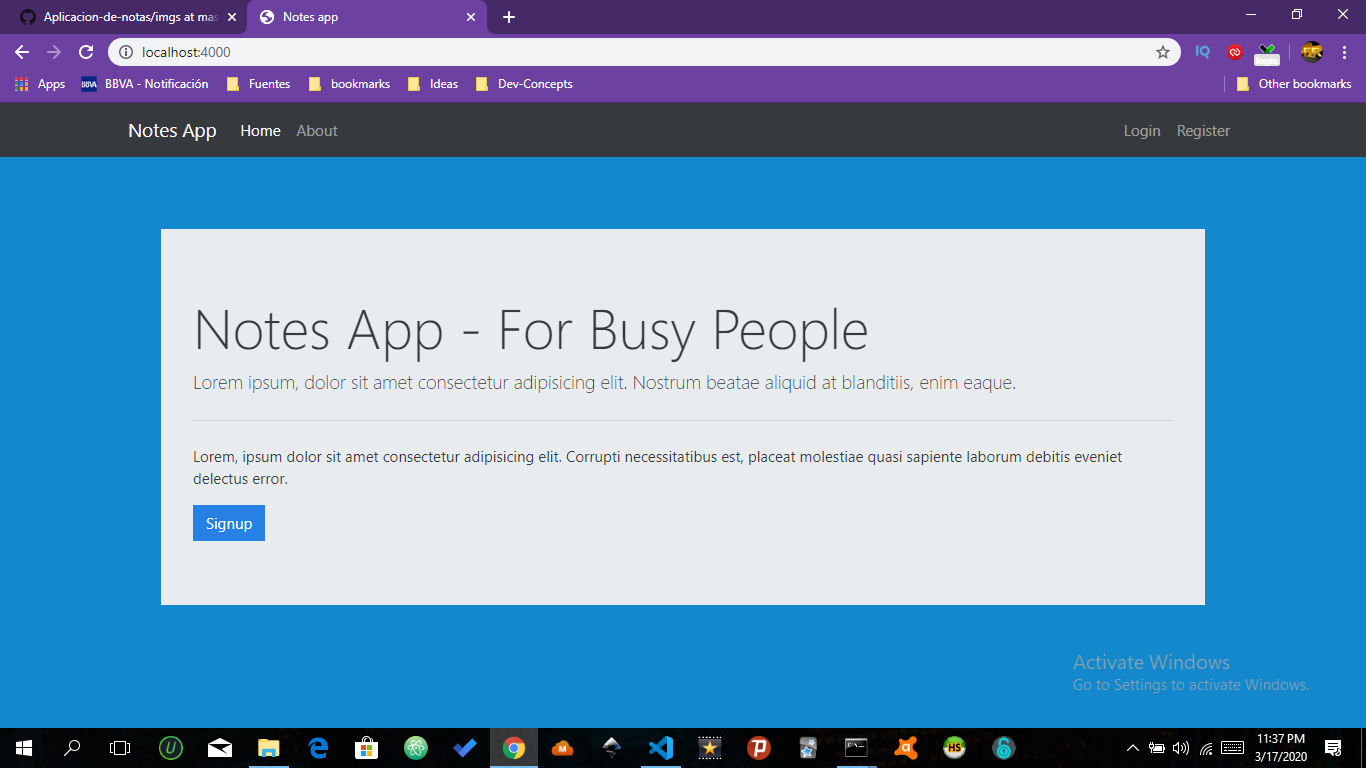 Aplicacion-de-notas/imgs at mas
Notes app
localhost:4000
IQ
login
Apps
BBVA
BBVA - Notificación
Fuentes
bookmarks
Ideas
Dev-Concepts
Other bookmarks
Notes App
Home
About
Login
Register
Notes App - For Busy People
Lorem ipsum, dolor sit amet consectetur adipisicing elit. Nostrum beatae aliquid at blanditiis, enim eaque.
Lorem, ipsum dolor sit amet consectetur adipisicing elit. Corrupti necessitatibus est, placeat molestiae quasi sapiente laborum debitis eveniet
delectus error.
Signup
Activate Windows
Go to Settings to activate Windows.
U
M
C:\
HS
11:37 PM
3/17/2020